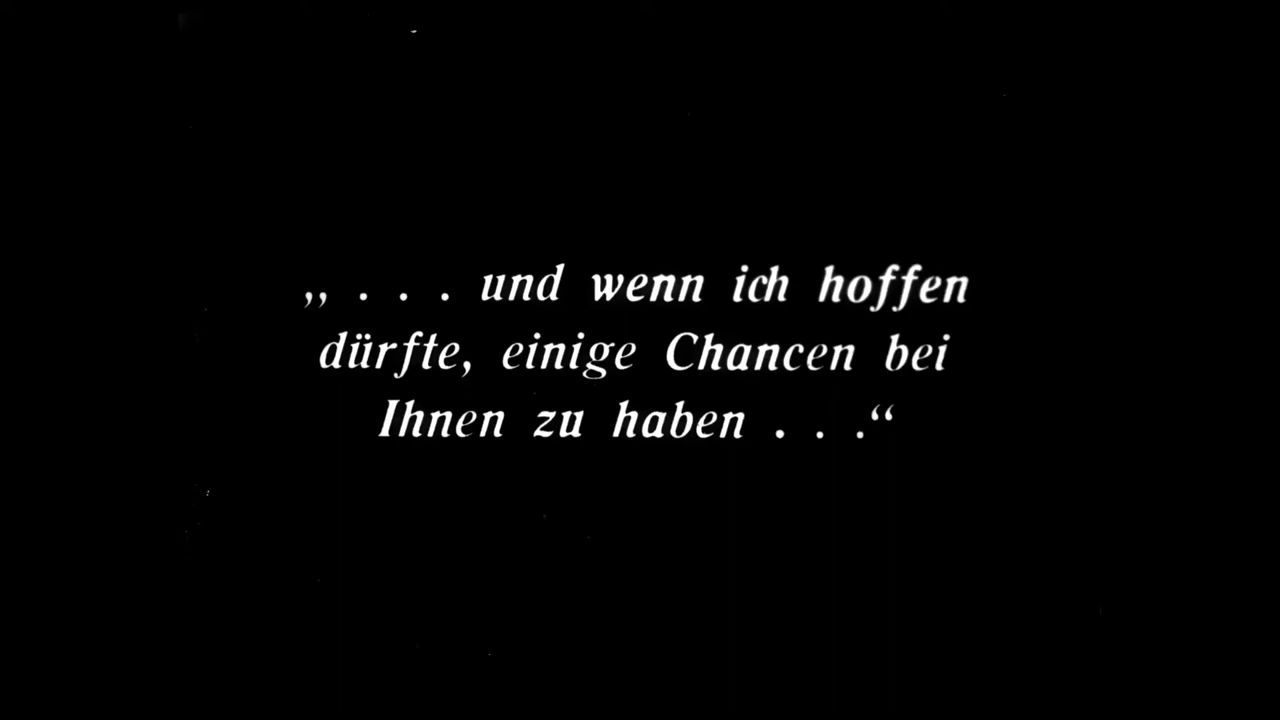 „ . . . und wenn ich hoffen
dürfte, einige Chancen bei
Ihnen zu haben . . .“